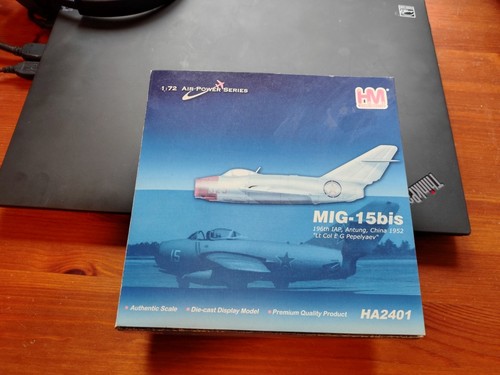 1/72 AIR POWER SERIES
HM
MIG-15bis
196th IAP, Antung, China 1952
"Lt Col E G Pepelyaev"
15
Authentic Scale
Die-cast Display Model
Premium Quality Product
HA2401
ThinkPad